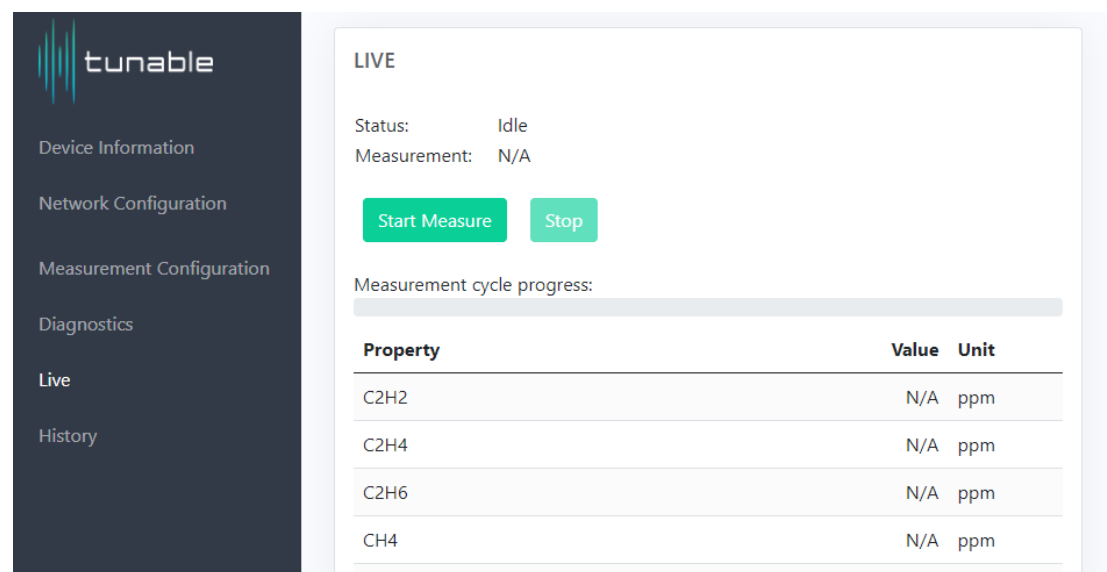 tunable
Device Information
Network Configuration
Measurement Configuration
Diagnostics
Live
History
LIVE
Status: Idle
Measurement: N/A
Start Measure Stop
Measurement cycle progress:
Property Value Unit
C2H2 N/A ppm
C2H4 N/A ppm
C2H6 N/A ppm
CH4 N/A ppm